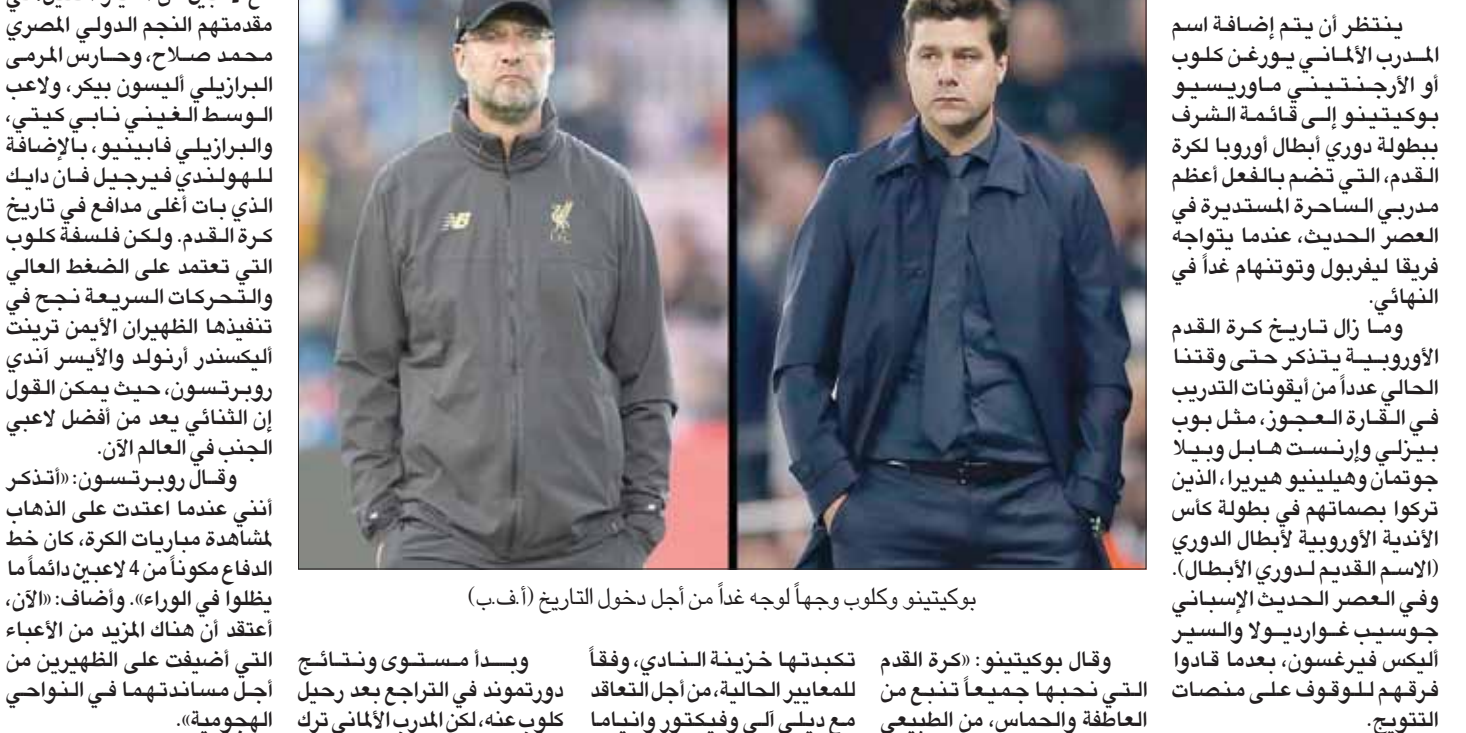 ينتظر أن يتم إضافة اسم
المدرب الألماني يورغن كلوب
أو الأرجنتيني ماوريسيو
بوكيتينو إلى قائمة الشرف
ببطولة دوري أبطال أوروبا لكرة
القدم، التي تضم بالفعل أعظم
مدربي الساحرة المستديرة في
العصر الحديث، عندما يتواجه
فريقا ليفربول وتوتنهام غداً في
النهائي.
وما زال تاريخ كرة القدم
الأوروبية يتذكر حتى وقتنا
الحالي عدداً من أيقونات التدريب
في القارة العجوز، مثل بوب
بيزلي وإرنست هابل وبيلا
جوتمان وهيلينيو هيريرا، الذين
تركوا بصماتهم في بطولة كأس
الأندية الأوروبية لأبطال الدوري
(الاسم القديم لدوري الأبطال).
وفي العصر الحديث الإسباني
جوسيب غوارديولا والسير
أليكس فيرغسون، بعدما قادوا
فرقهم للوقوف على منصات
التتويج.
NB
L.F.C.
بوكيتينو وكلوب وجهاً لوجه غداً من أجل دخول التاريخ (أ.ف.ب)
وقال بوكيتينو: «كرة القدم
التي نحبها جميعاً تنبع من
العاطفة والحماس، من الطبيعي
تكبدتها خزينة النادي، وفقاً
للمعايير الحالية، من أجل التعاقد
مع ديلي آلي وفيكتور وانياما
وبدأ مستوى ونتائج
دورتموند في التراجع بعد رحيل
كلوب عنه، لكن المدرب الألماني ترك
مقدمتهم النجم الدولي المصري
محمد صلاح، وحارس المرمى
البرازيلي أليسون بيكر، ولاعب
الوسط الغيني نابي كيتي،
والبرازيلي فابينيو، بالإضافة
للهولندي فيرجيل فان دايك
الذي بات أغلى مدافع في تاريخ
كرة القدم. ولكن فلسفة كلوب
التي تعتمد على الضغط العالي
والتحركات السريعة نجح في
تنفيذها الظهيران الأيمن ترينت
أليكسندر أرنولد والأيسر آندي
روبرتسون، حيث يمكن القول
إن الثنائي يعد من أفضل لاعبي
الجنب في العالم الآن.
وقال روبرتسون: «أتذكر
أنني عندما اعتدت على الذهاب
لمشاهدة مباريات الكرة، كان خط
الدفاع مكوناً من 4 لاعبين دائماً ما
يظلوا في الوراء». وأضاف: «الآن،
أعتقد أن هناك المزيد من الأعباء
التي أضيفت على الظهيرين من
أجل مساندتهما في النواحي
الهجومية».